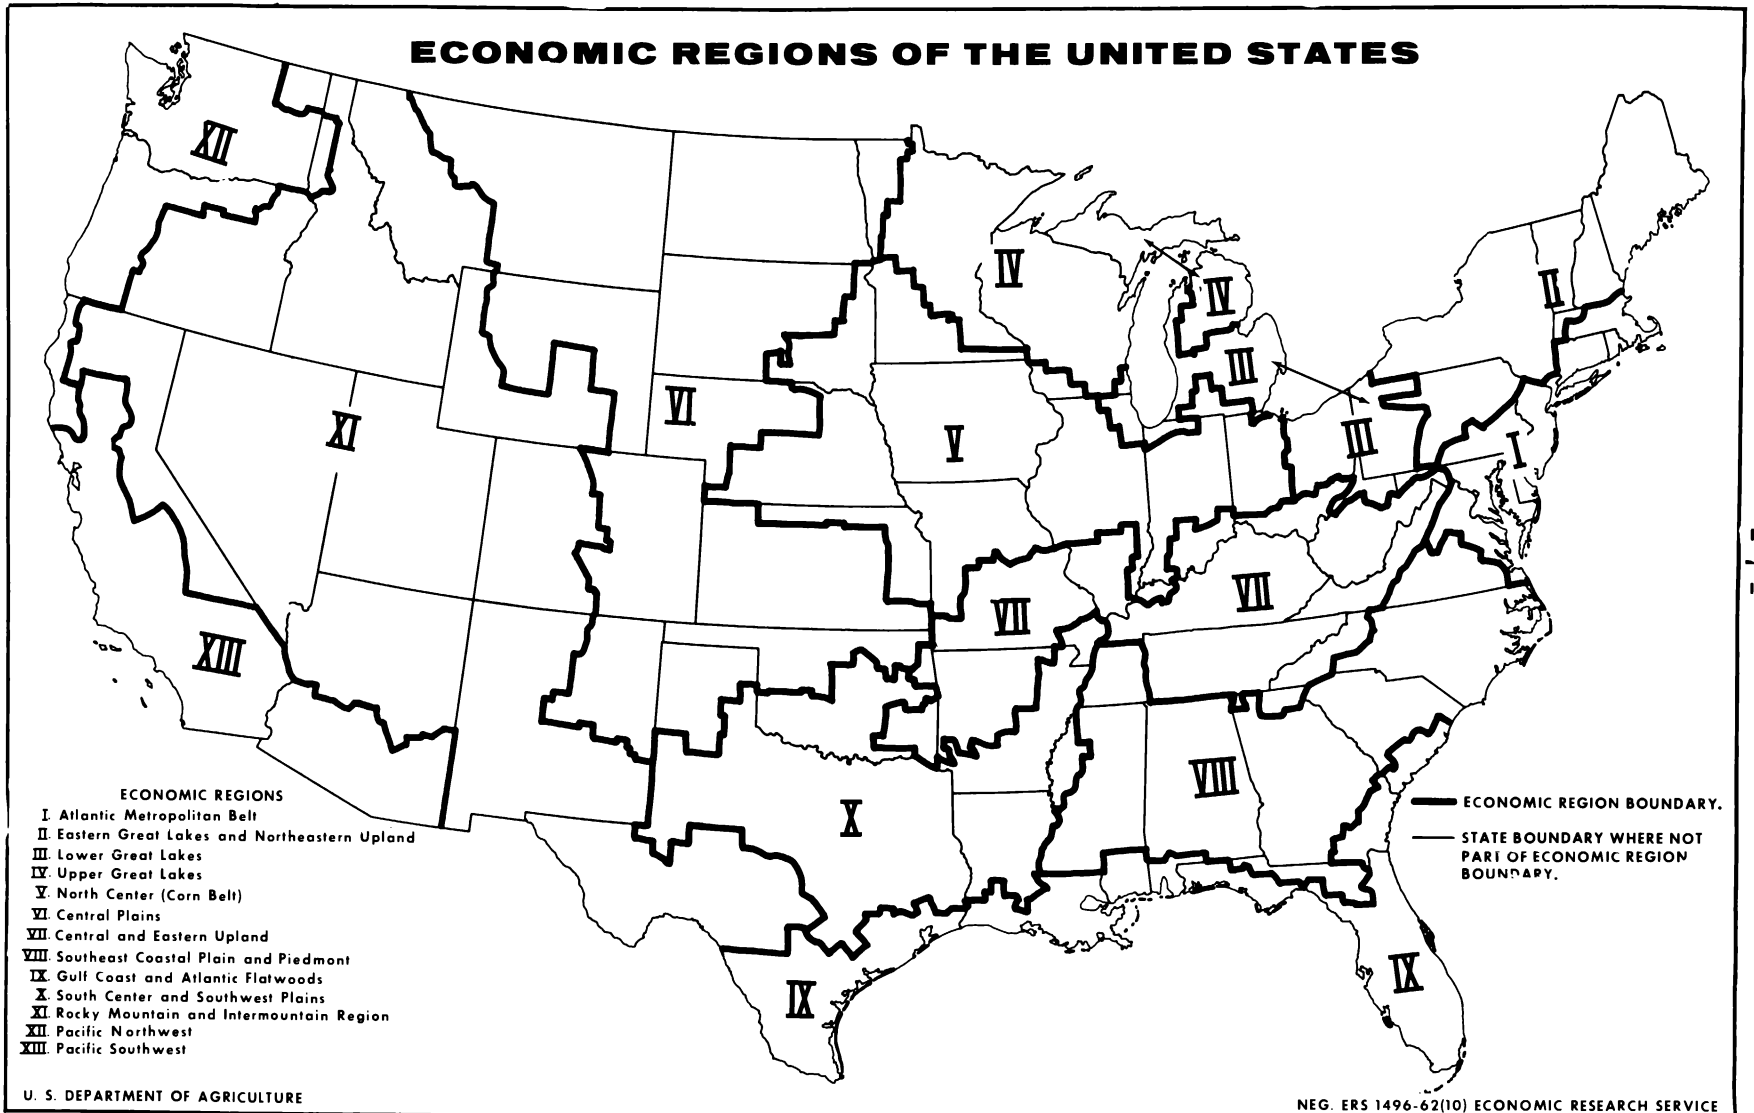 ECONOMIC REGIONS OF THE UNITED STATES
XII
IV
II
IV
III
VI
XI
V
III
I
VII
VII
XIII
VIII
X
IX
IX
ECONOMIC REGIONS
I. Atlantic Metropolitan Belt
II. Eastern Great Lakes and Northeastern Upland
III. Lower Great Lakes
IV. Upper Great Lakes
V. North Center (Corn Belt)
VI. Central Plains
VII. Central and Eastern Upland
VIII. Southeast Coastal Plain and Piedmont
IX. Gulf Coast and Atlantic Flatwoods
X. South Center and Southwest Plains
XI. Rocky Mountain and Intermountain Region
XII. Pacific Northwest
XIII. Pacific Southwest
ECONOMIC REGION BOUNDARY.
STATE BOUNDARY WHERE NOT
PART OF ECONOMIC REGION
BOUNDARY.
U. S. DEPARTMENT OF AGRICULTURE
NEG. ERS 1496-62(10) ECONOMIC RESEARCH SERVICE